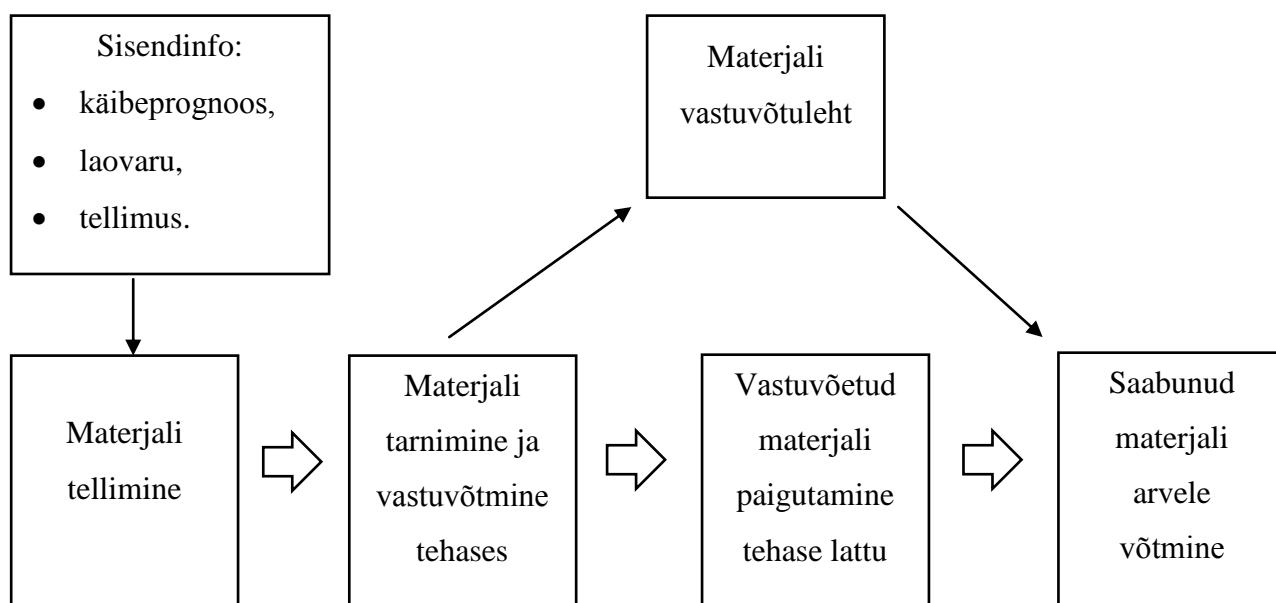 Sisendinfo:
• käibeprognoos,
• laovaru,
• tellimus.
Materjali
vastuvõtuleht
Materjali
tellimine
Materjali
tarnimine ja
vastuvõtmine
tehases
Vastuvõetud
materjali
paigutamine
tehase lattu
Saabunud
materjali
arvele
võtmine